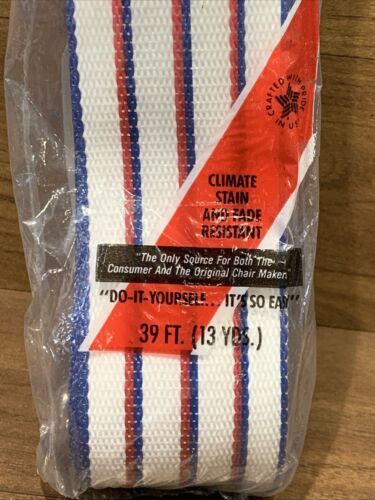 CRAFTED WITH PRIDE
IN U.S.A.
CLIMATE
STAIN
AND FADE
RESISTANT
"The Only Source For Both The
Consumer And The Original Chair Maker."
"DO-IT-YOURSELF... IT'S SO EASY"
39 FT. (13 YDS.)